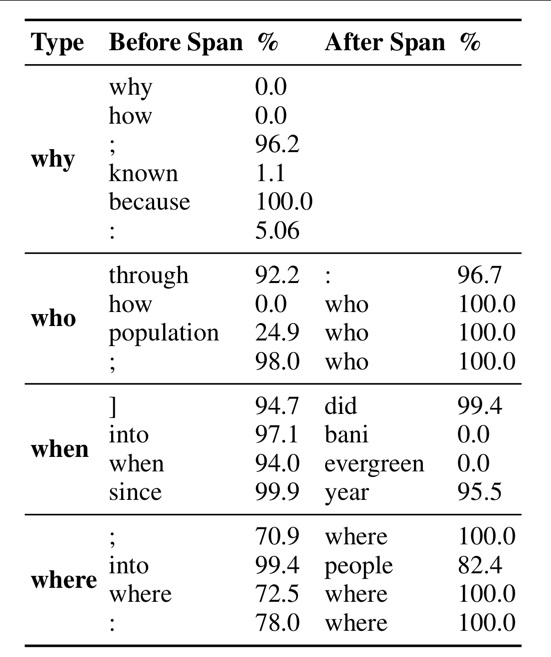 Type Before Span % After Span %
why 0.0
how 0.0
; 96.2
why
known 1.1
because 100.0
: 5.06
through 92.2 : 96.7
how 0.0 who 100.0
who
population 24.9 who 100.0
; 98.0 who 100.0
] 94.7 did 99.4
into 97.1 bani 0.0
when
when 94.0 evergreen 0.0
since 99.9 year 95.5
; 70.9 where 100.0
into 99.4 people 82.4
where
where 72.5 where 100.0
: 78.0 where 100.0